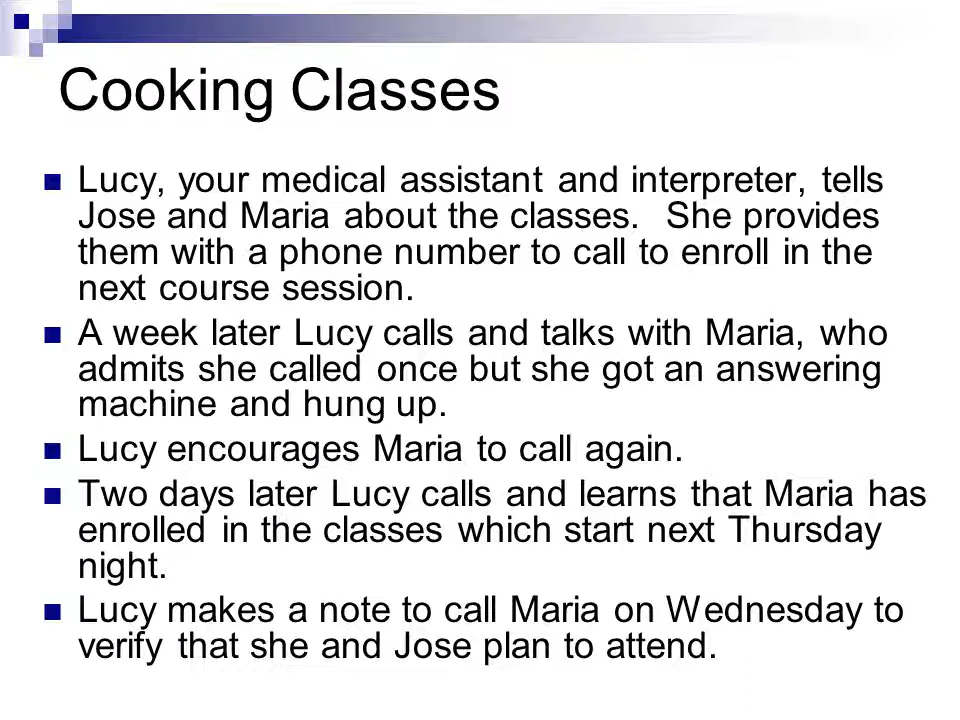 Cooking Classes
Lucy, your medical assistant and interpreter, tells
Jose and Maria about the classes.  She provides
them with a phone number to call to enroll in the
next course session.
A week later Lucy calls and talks with Maria, who
admits she called once but she got an answering
machine and hung up.
Lucy encourages Maria to call again.
Two days later Lucy calls and learns that Maria has
enrolled in the classes which start next Thursday
night.
Lucy makes a note to call Maria on Wednesday to
verify that she and Jose plan to attend.